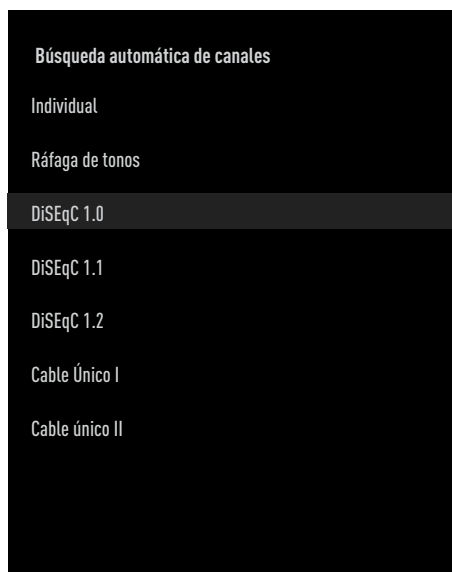 Búsqueda automática de canales
Individual
Ráfaga de tonos
DiSEqC 1.0
DiSEqC 1.1
DiSEqC 1.2
Cable Único I
Cable único II